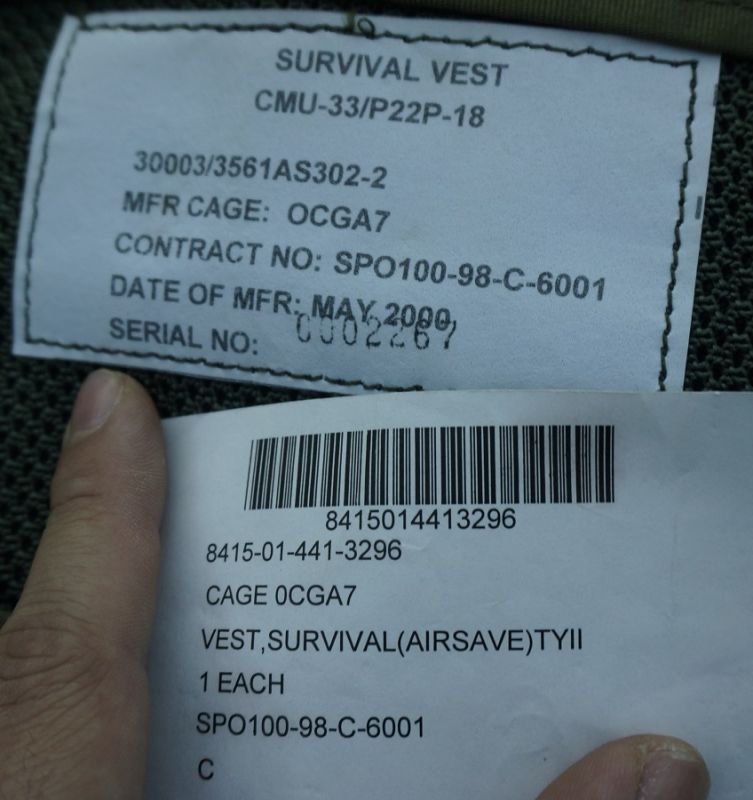 SURVIVAL VEST
CMU-33/P22P-18
30003/3561AS302-2
MFR CAGE: OCGA7
CONTRACT NO: SPO100-98-C-6001
DATE OF MFR: MAY 2000
SERIAL NO: 0002267
8415014413296
8415-01-441-3296
CAGE 0CGA7
VEST,SURVIVAL(AIRSAVE)TYII
1 EACH
SPO100-98-C-6001
C